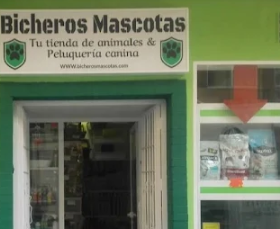 Bicheros Mascotas
Tu tienda de animales &
Peluquería canina
WWW.bicherosmascotas.com